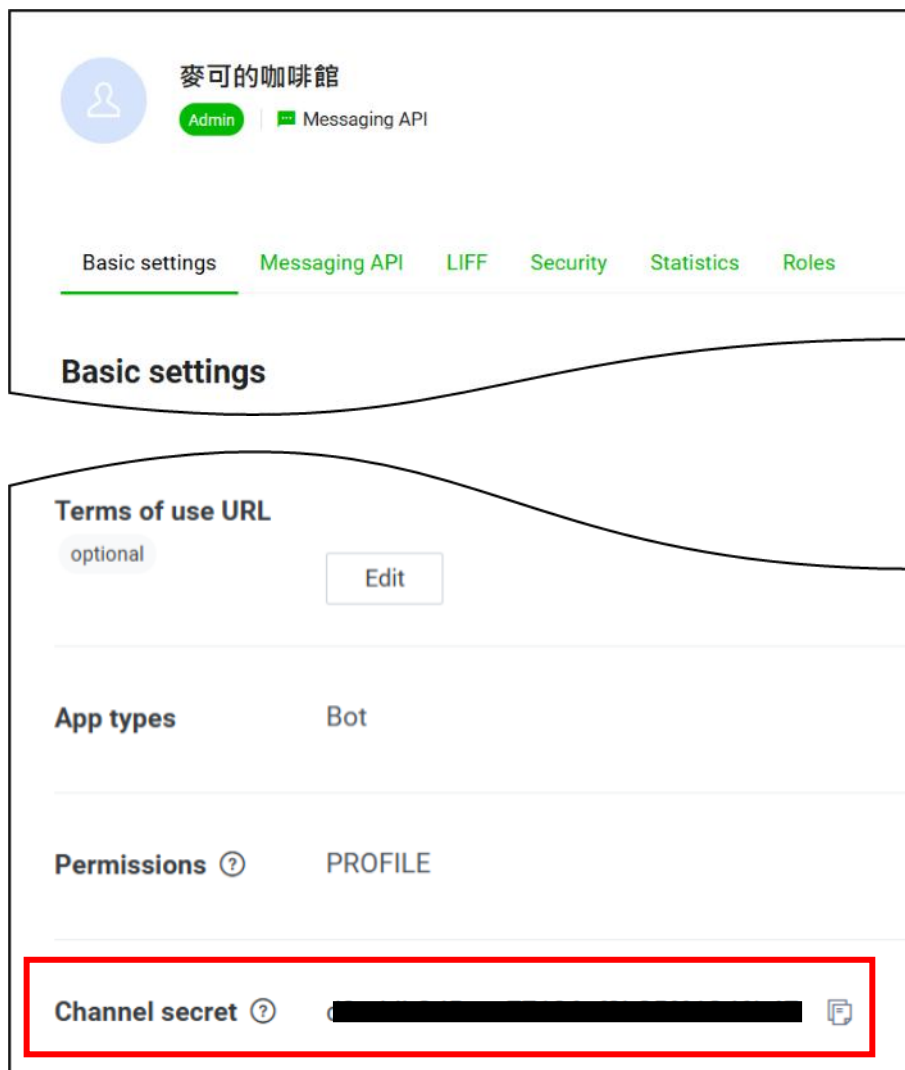 麥可的咖啡館
Admin Messaging API
Basic settings Messaging API LIFF Security Statistics Roles
Basic settings
Terms of use URL
optional
Edit
App types Bot
Permissions PROFILE
Channel secret